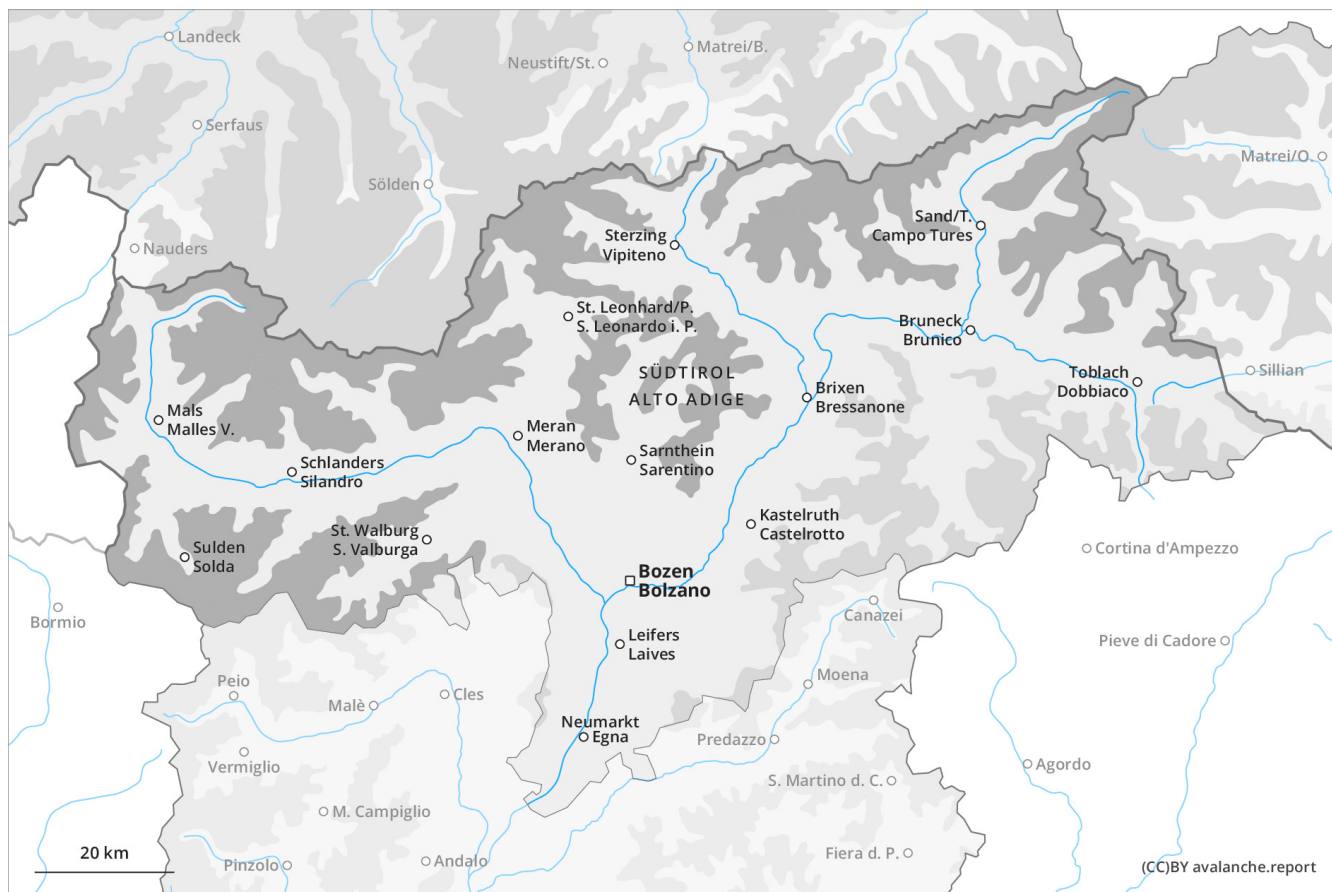 Landeck
Matrei/B.
Neustift/St.
Serfaus
Matrei/O.
Sölden
Sand/T.
Campo Tures
Nauders
Sterzing
Vipiteno
St. Leonhard/P.
S. Leonardo i. P.
Bruneck
Brunico
SÜDTIROL
ALTO ADIGE
Toblach
Dobbiaco
Sillian
Brixen
Bressanone
Mals
Malles V.
Meran
Merano
Schlanders
Silandro
Sarnthein
Sarentino
Kastelruth
Castelrotto
St. Walburg
S. Valburga
Sulden
Solda
Cortina d'Ampezzo
Bozen
Bolzano
Bormio
Canazei
Leifers
Laives
Pieve di Cadore
Peio
Malè
Cles
Moena
Neumarkt
Egna
Predazzo
Vermiglio
Agordo
S. Martino d. C.
M. Campiglio
20 km
Pinzolo
Andalo
Fiera d. P.
(CC)BY avalanche.report